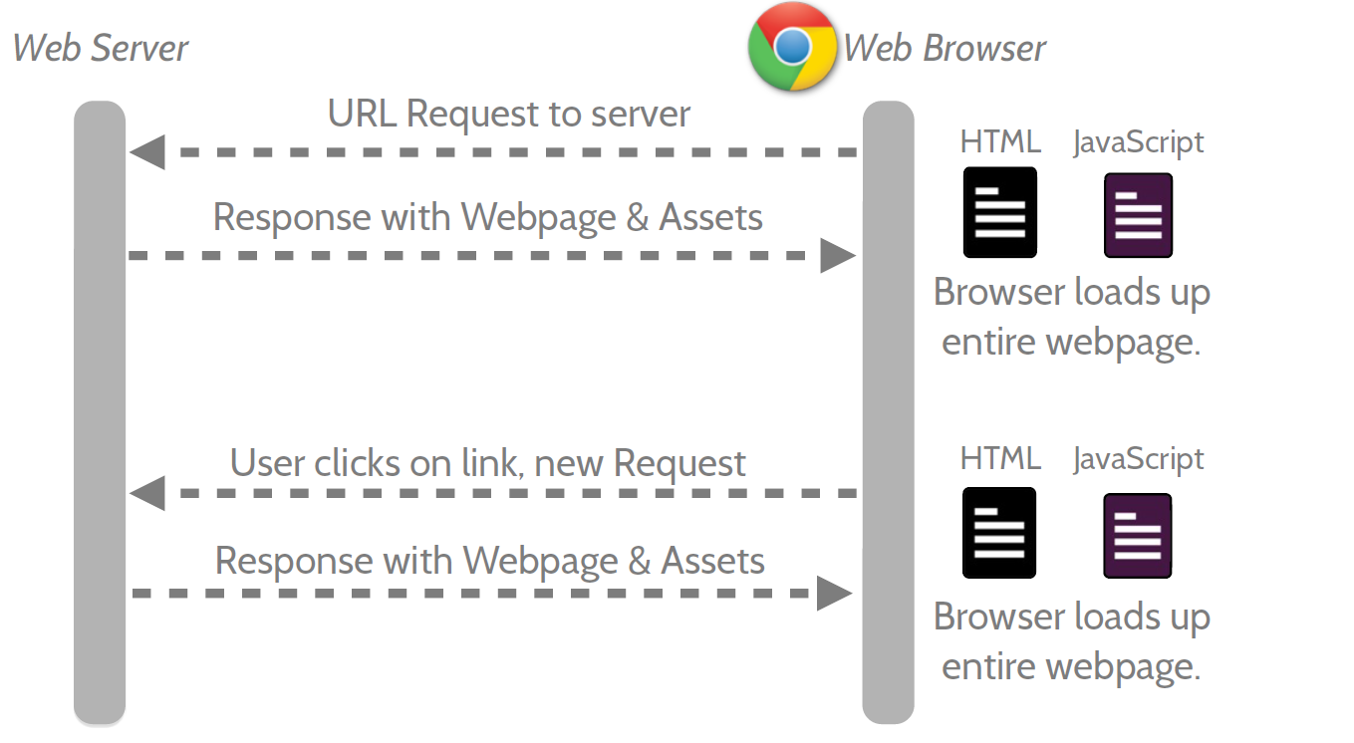 Web Server
Web Browser
URL Request to server
HTML
JavaScript
Response with Webpage & Assets
Browser loads up
entire webpage.
User clicks on link, new Request
HTML
JavaScript
Response with Webpage & Assets
Browser loads up
entire webpage.